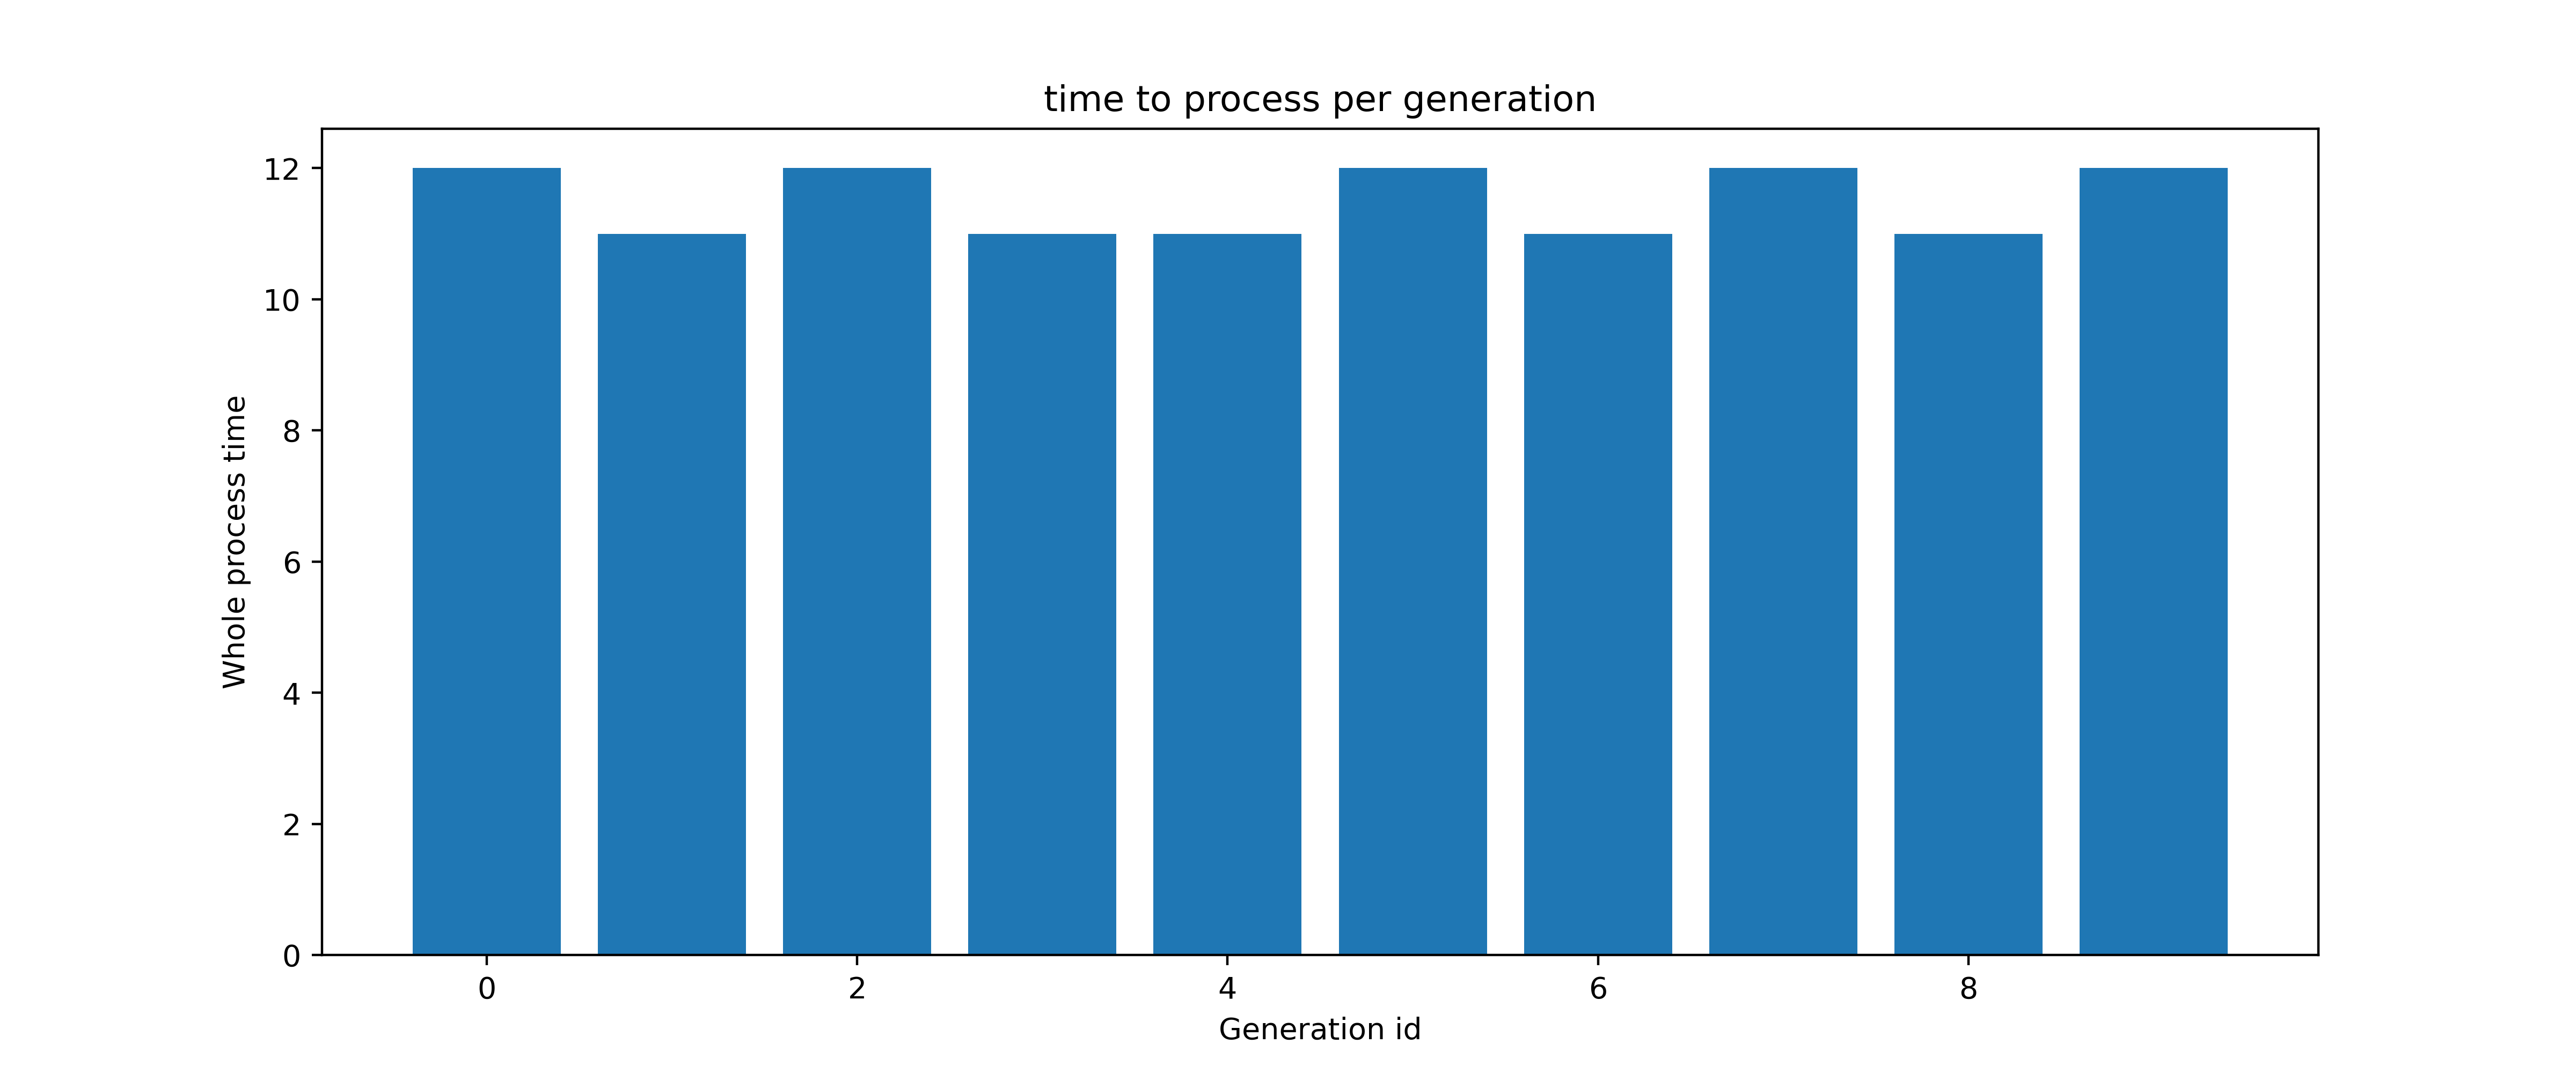 time to process per generation
12
10
8
6
4
2
0
Whole process time
0 2 4 6 8
Generation id